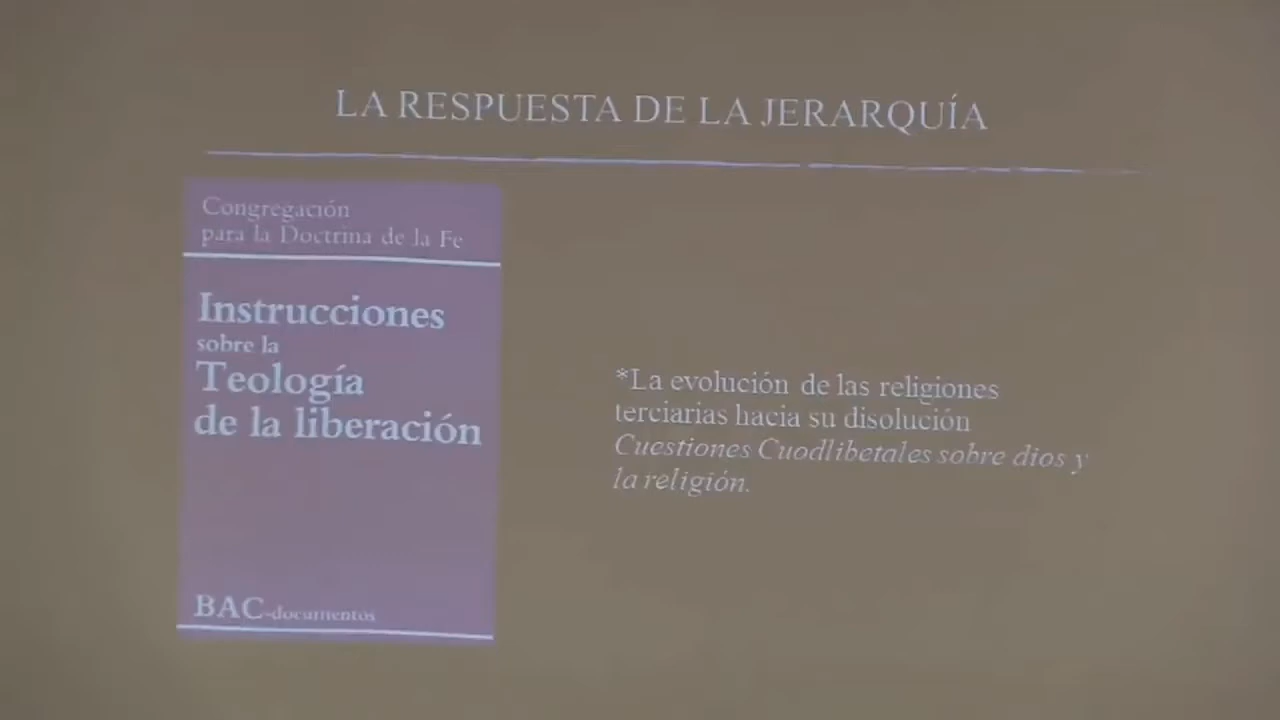 LA RESPUESTA DE LA JERARQUÍA
Congregación
para la Doctrina de la Fe
Instrucciones
sobre la
Teología
de la liberación
BAC-documentos
*La evolución de las religiones
terciarias hacia su disolución
Cuestiones Cuodlibetales sobre dios y
la religión.